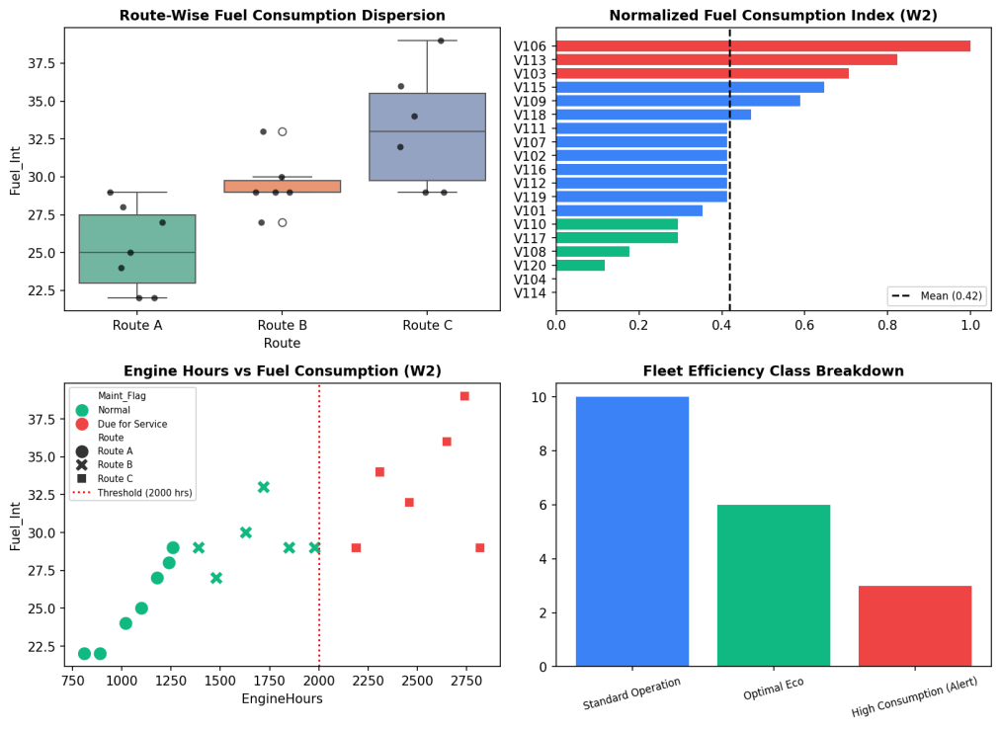 Route-Wise Fuel Consumption Dispersion
Fuel_Int
37.5
35.0
32.5
30.0
27.5
25.0
22.5
Route A
Route B
Route C
Route
Normalized Fuel Consumption Index (W2)
V106
V113
V103
V115
V109
V118
V111
V107
V102
V116
V112
V119
V101
V110
V117
V108
V120
V104
V114
Mean (0.42)
0.0
0.2
0.4
0.6
0.8
1.0
Engine Hours vs Fuel Consumption (W2)
Fuel_Int
37.5
35.0
32.5
30.0
27.5
25.0
22.5
Maint_Flag
Normal
Due for Service
Route
Route A
Route B
Route C
Threshold (2000 hrs)
750
1000
1250
1500
1750
2000
2250
2500
2750
EngineHours
Fleet Efficiency Class Breakdown
10
8
6
4
2
0
Standard Operation
Optimal Eco
High Consumption (Alert)